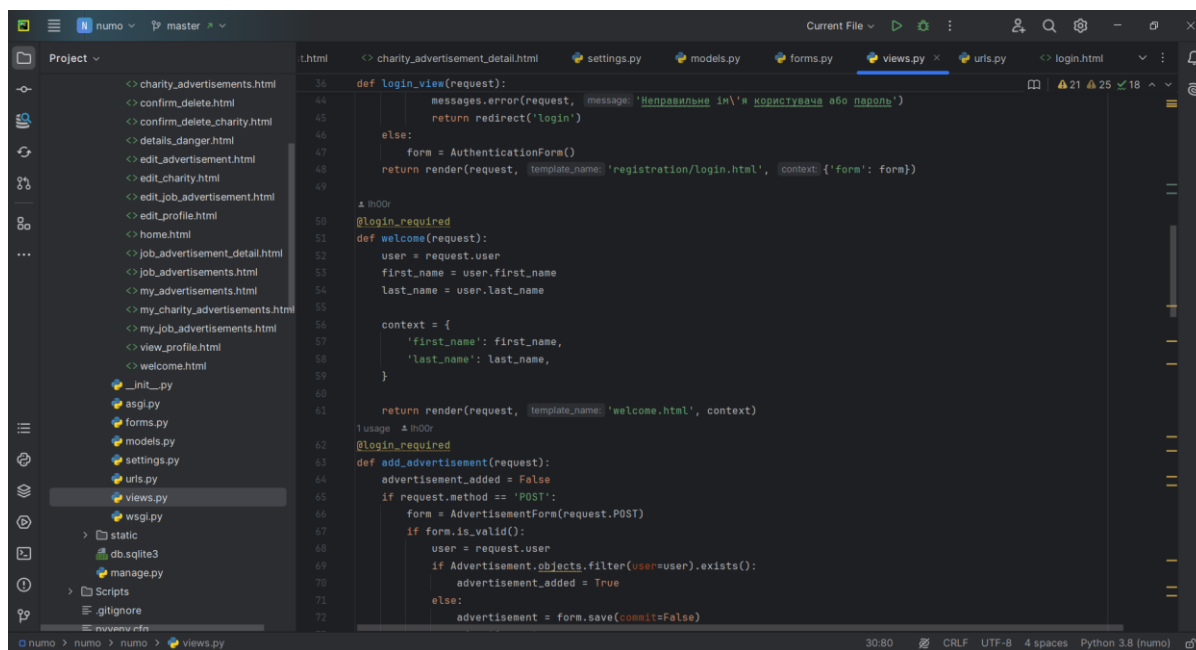 numo master Current File
Project
t.html charity_advertisement_detail.html settings.py models.py forms.py views.py urls.py login.html
21 25 18
charity_advertisements.html
confirm_delete.html
confirm_delete_charity.html
details_danger.html
edit_advertisement.html
edit_charity.html
edit_job_advertisement.html
edit_profile.html
home.html
job_advertisement_detail.html
job_advertisements.html
my_advertisements.html
my_charity_advertisements.html
my_job_advertisements.html
view_profile.html
welcome.html
__init__.py
asgi.py
forms.py
models.py
settings.py
urls.py
views.py
wsgi.py
static
db.sqlite3
manage.py
Scripts
.gitignore
36 def login_view(request):
44 messages.error(request, message: 'Неправильне ім\'я користувача або пароль')
45 return redirect('login')
46 else:
47 form = AuthenticationForm()
48 return render(request, template_name: 'registration/login.html', context: {'form': form})
49
lh00r
50 @login_required
51 def welcome(request):
52 user = request.user
53 first_name = user.first_name
54 last_name = user.last_name
55
56 context = {
57 'first_name': first_name,
58 'last_name': last_name,
59 }
60
61 return render(request, template_name: 'welcome.html', context)
1 usage lh00r
62 @login_required
63 def add_advertisement(request):
64 advertisement_added = False
65 if request.method == 'POST':
66 form = AdvertisementForm(request.POST)
67 if form.is_valid():
68 user = request.user
69 if Advertisement.objects.filter(user=user).exists():
70 advertisement_added = True
71 else:
72 advertisement = form.save(commit=False)
numo > numo > numo > views.py 30:80 CRLF UTF-8 4 spaces Python 3.8 (numo)